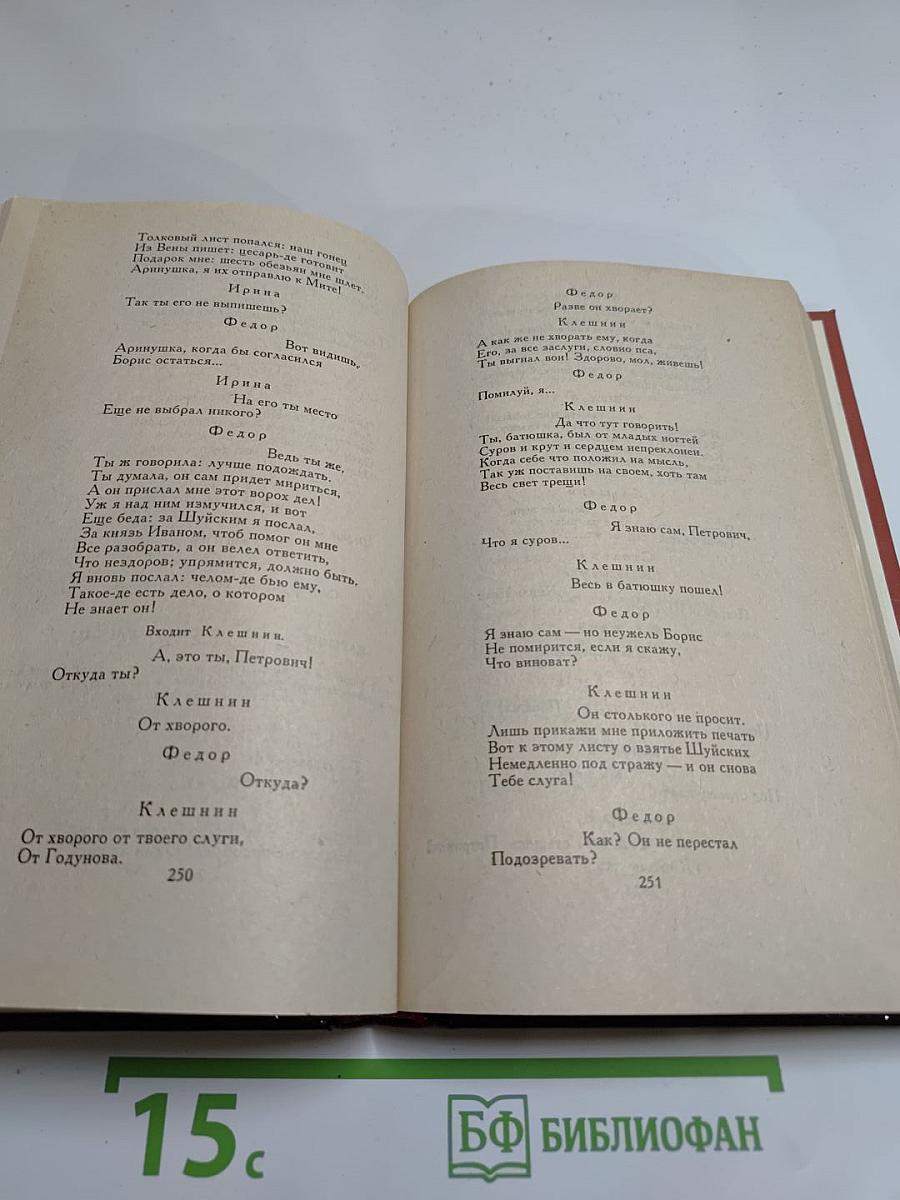 Толковый лист попался: наш гонец
Из Вены пишет: цесарь-де готовит
Подарок мне: шесть обезьян мне шлет.
Аринушка, я их отправлю к Мите!
Ирина
Так ты его не выпишешь?
Федор
Вот видишь,
Аринушка, когда бы согласился
Борис остаться...
Ирина
На его ты место
Еще не выбрал никого?
Федор
Ведь ты же,
Ты ж говорила: лучше подождать.
Ты думала, он сам придет мириться,
А он прислал мне этот ворох дел!
Уж я над ним измучился, и вот
Еще беда: за Шуйским я послал,
За князь Иваном, чтоб помог он мне
Все разобрать, а он велел ответить,
Что нездоров; упрямится, должно быть.
Я вновь послал: челом-де бью ему,
Такое-де есть дело, о котором
Не знает он!
Входит Клешнин.
А, это ты, Петрович!
Откуда ты?
Клешнин
От хворого.
Федор
Откуда?
Клешнин
От хворого от твоего слуги,
От Годунова.
250
Федор
Разве он хворает?
Клешнин
А как же не хворать ему, когда
Его, за все заслуги, словно пса,
Ты выгнал вон! Здорово, мол, живешь!
Федор
Помилуй, я...
Клешнин
Да что тут говорить!
Ты, батюшка, был от младых ногтей
Суров и крут и сердцем непреклонен.
Когда себе что положил на мысль,
Так уж поставишь на своем, хоть там
Весь свет трещи!
Федор
Я знаю сам, Петрович,
Что я суров...
Клешнин
Весь в батюшку пошел!
Федор
Я знаю сам — но неужель Борис
Не помирится, если я скажу,
Что виноват?
Клешнин
Он столького не просит.
Лишь прикажи мне приложить печать
Вот к этому листу о взятье Шуйских
Немедленно под стражу — и он снова
Тебе слуга!
Федор
Как? Он не перестал
Подозревать?
251
15 с
БФ БИБЛИОФАН